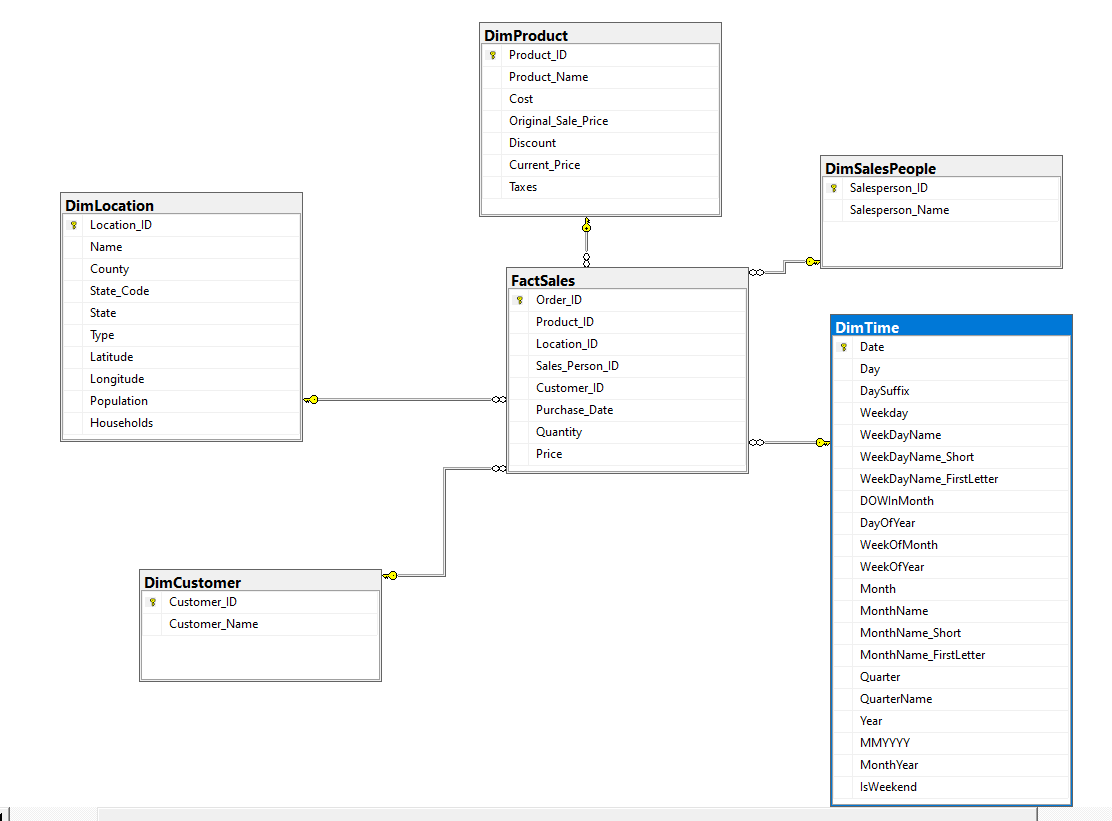 DimProduct
Product_ID
Product_Name
Cost
Original_Sale_Price
Discount
Current_Price
Taxes
DimSalesPeople
Salesperson_ID
Salesperson_Name
DimLocation
Location_ID
Name
County
State_Code
State
Type
Latitude
Longitude
Population
Households
FactSales
Order_ID
Product_ID
Location_ID
Sales_Person_ID
Customer_ID
Purchase_Date
Quantity
Price
DimTime
Date
Day
DaySuffix
Weekday
WeekDayName
WeekDayName_Short
WeekDayName_FirstLetter
DOWInMonth
DayOfYear
WeekOfMonth
WeekOfYear
Month
MonthName
MonthName_Short
MonthName_FirstLetter
Quarter
QuarterName
Year
MMYYYY
MonthYear
IsWeekend
DimCustomer
Customer_ID
Customer_Name